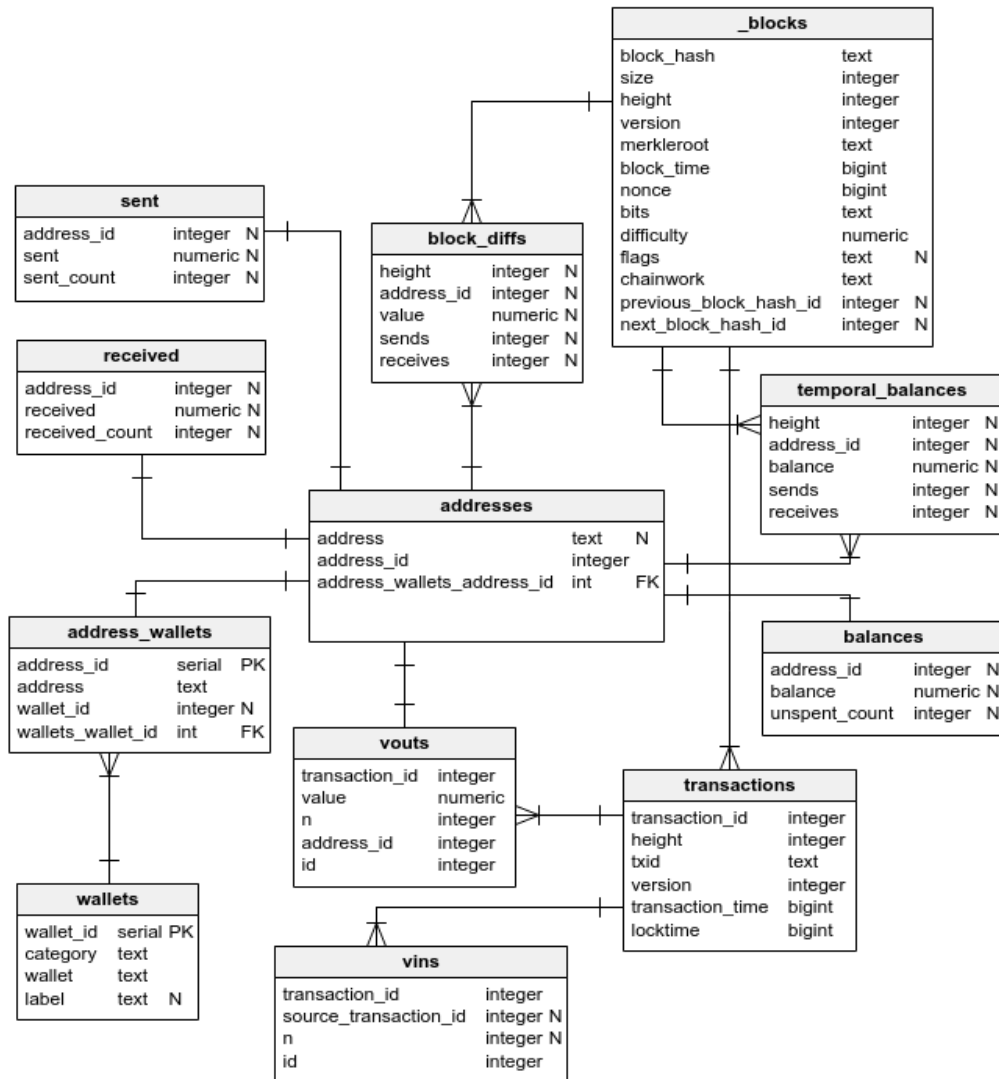 _blocks
block_hash text
size integer
height integer
version integer
merkleroot text
block_time bigint
nonce bigint
bits text
difficulty numeric
flags text N
chainwork text
previous_block_hash_id integer N
next_block_hash_id integer N
sent
address_id integer N
sent numeric N
sent_count integer N
block_diffs
height integer N
address_id integer N
value numeric N
sends integer N
receives integer N
received
address_id integer N
received numeric N
received_count integer N
temporal_balances
height integer N
address_id integer N
balance numeric N
sends integer N
receives integer N
addresses
address text N
address_id integer
address_wallets_address_id int FK
address_wallets
address_id serial PK
address text
wallet_id integer N
wallets_wallet_id int FK
balances
address_id integer N
balance numeric N
unspent_count integer N
vouts
transaction_id integer
value numeric
n integer
address_id integer
id integer
transactions
transaction_id integer
height integer
txid text
version integer
transaction_time bigint
locktime bigint
wallets
wallet_id serial PK
category text
wallet text
label text N
vins
transaction_id integer
source_transaction_id integer N
n integer N
id integer